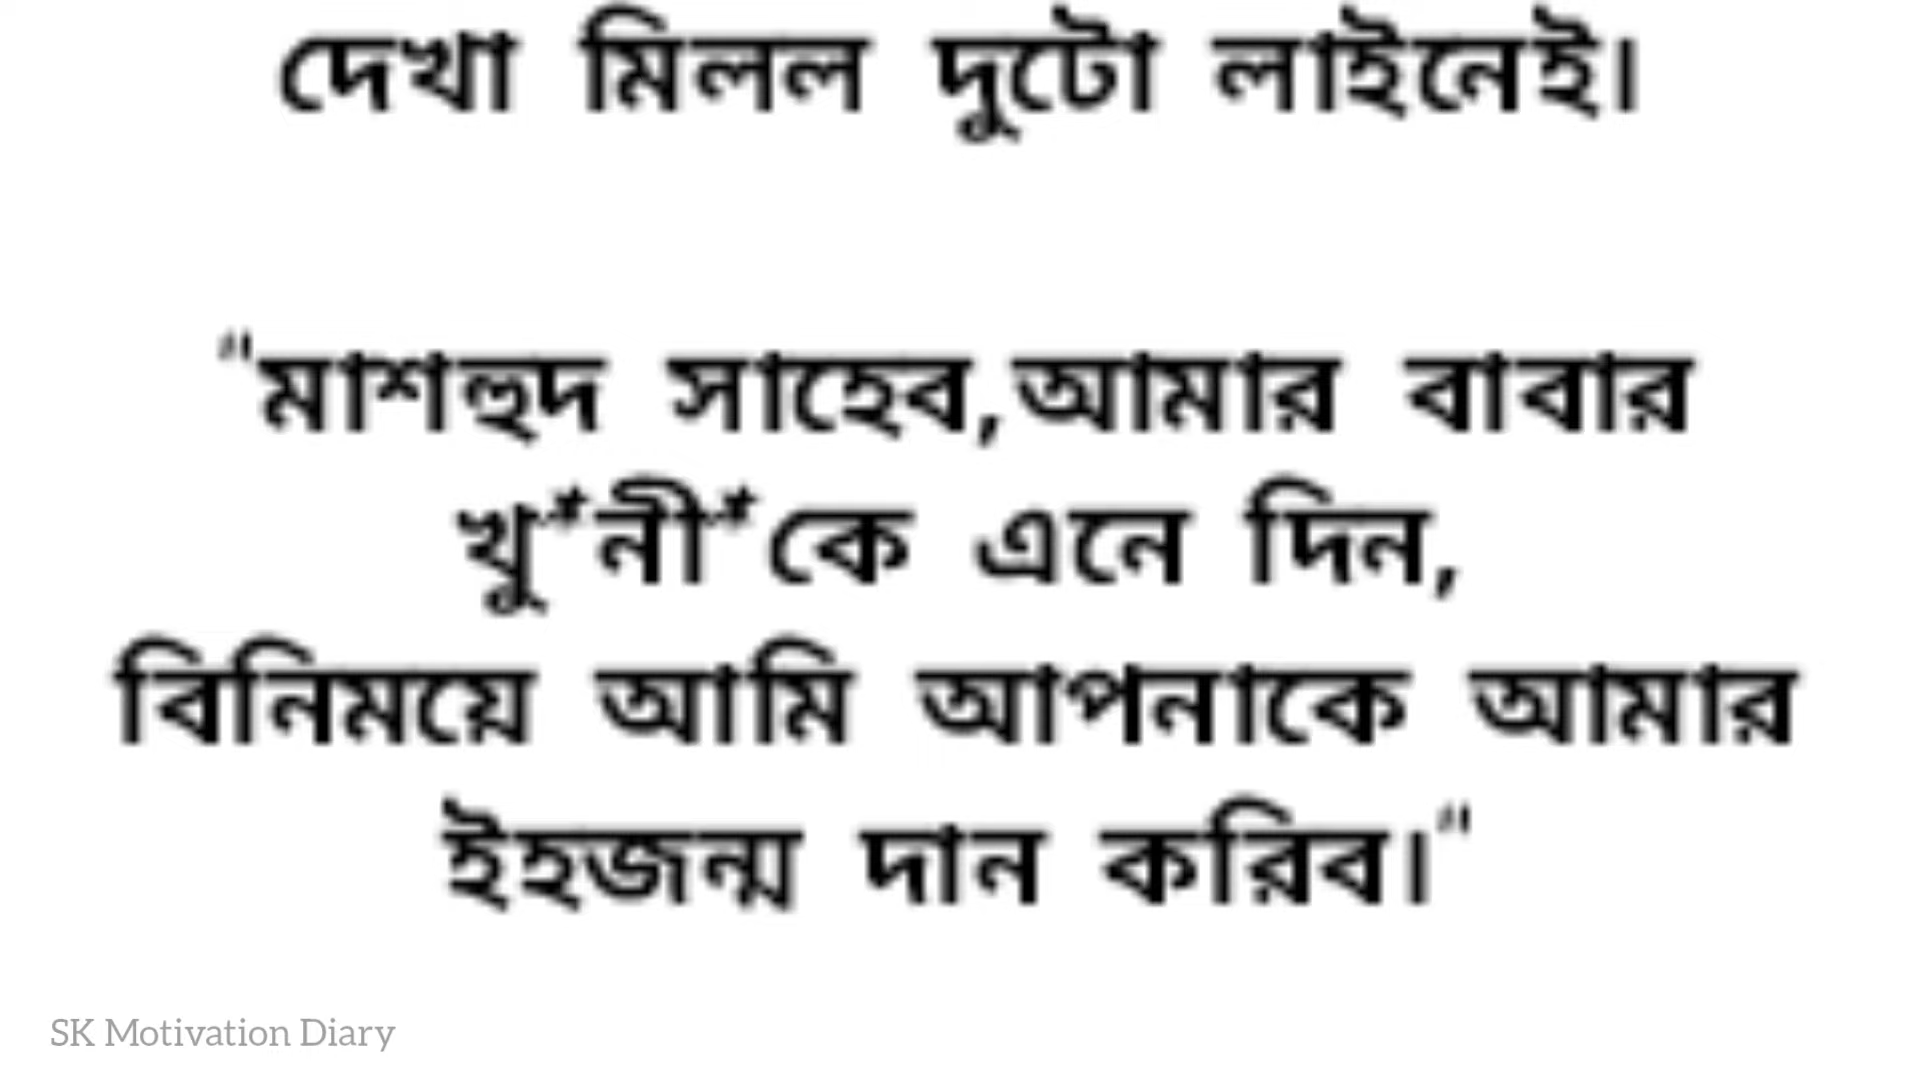 দেখা মিলল দুটো লাইনেই।
"মাশহুদ সাহেব,আমার বাবার
খু*নী*কে এনে দিন,
বিনিময়ে আমি আপনাকে আমার
ইহজন্ম দান করিব।"
SK Motivation Diary